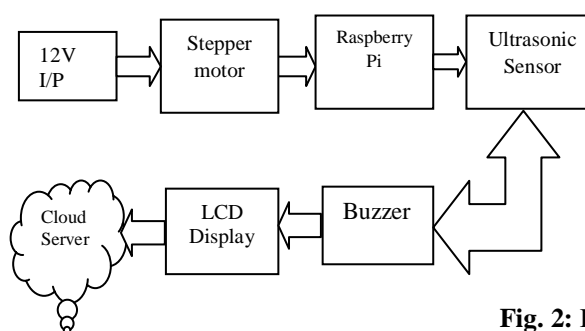 12V
I/P
Stepper
motor
Raspberry
Pi
Ultrasonic
Sensor
Cloud
Server
LCD
Display
Buzzer
Fig. 2: